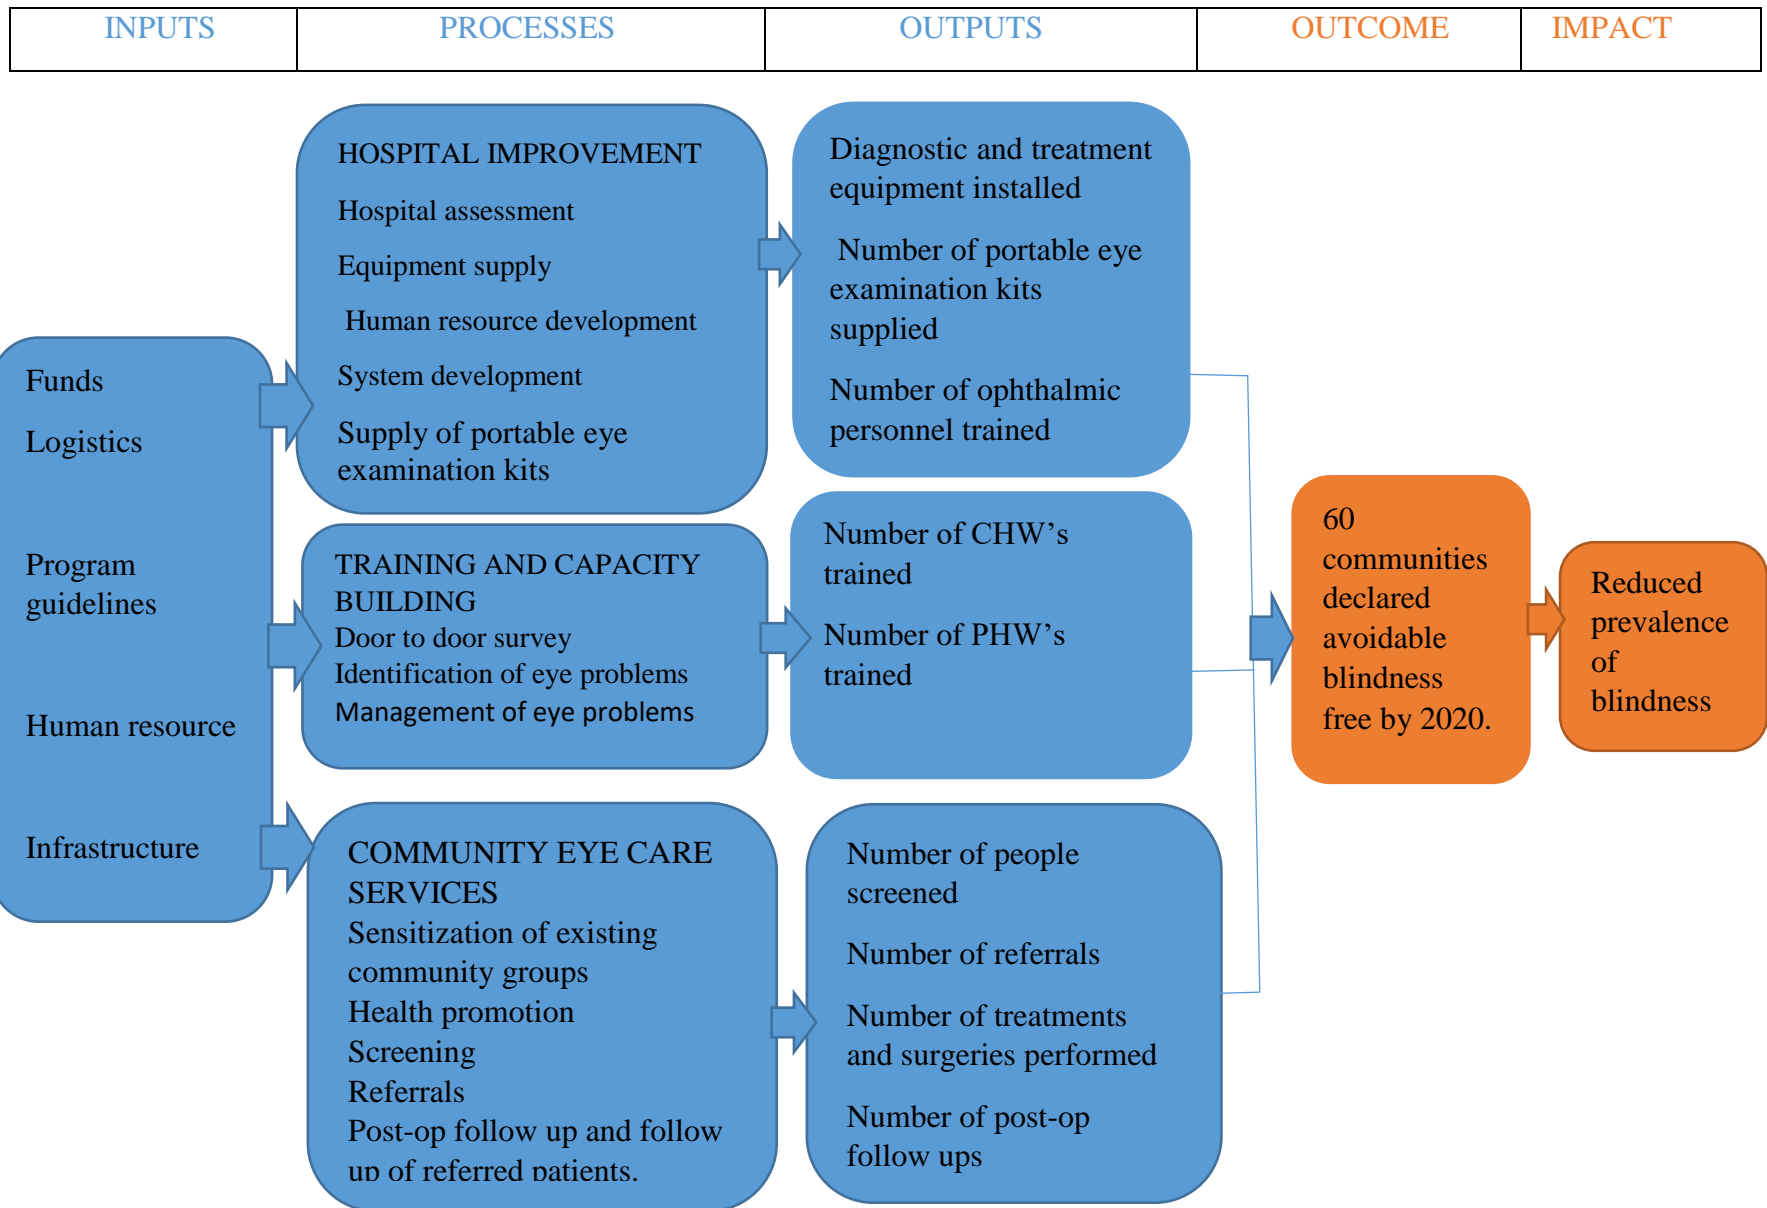 INPUTS PROCESSES OUTPUTS OUTCOME IMPACT
Funds
Logistics
Program
guidelines
Human resource
Infrastructure
HOSPITAL IMPROVEMENT
Hospital assessment
Equipment supply
Human resource development
System development
Supply of portable eye
examination kits
TRAINING AND CAPACITY
BUILDING
Door to door survey
Identification of eye problems
Management of eye problems
COMMUNITY EYE CARE
SERVICES
Sensitization of existing
community groups
Health promotion
Screening
Referrals
Post-op follow up and follow
up of referred patients.
Diagnostic and treatment
equipment installed
Number of portable eye
examination kits
supplied
Number of ophthalmic
personnel trained
Number of CHW’s
trained
Number of PHW’s
trained
Number of people
screened
Number of referrals
Number of treatments
and surgeries performed
Number of post-op
follow ups
60
communities
declared
avoidable
blindness
free by 2020.
Reduced
prevalence
of
blindness